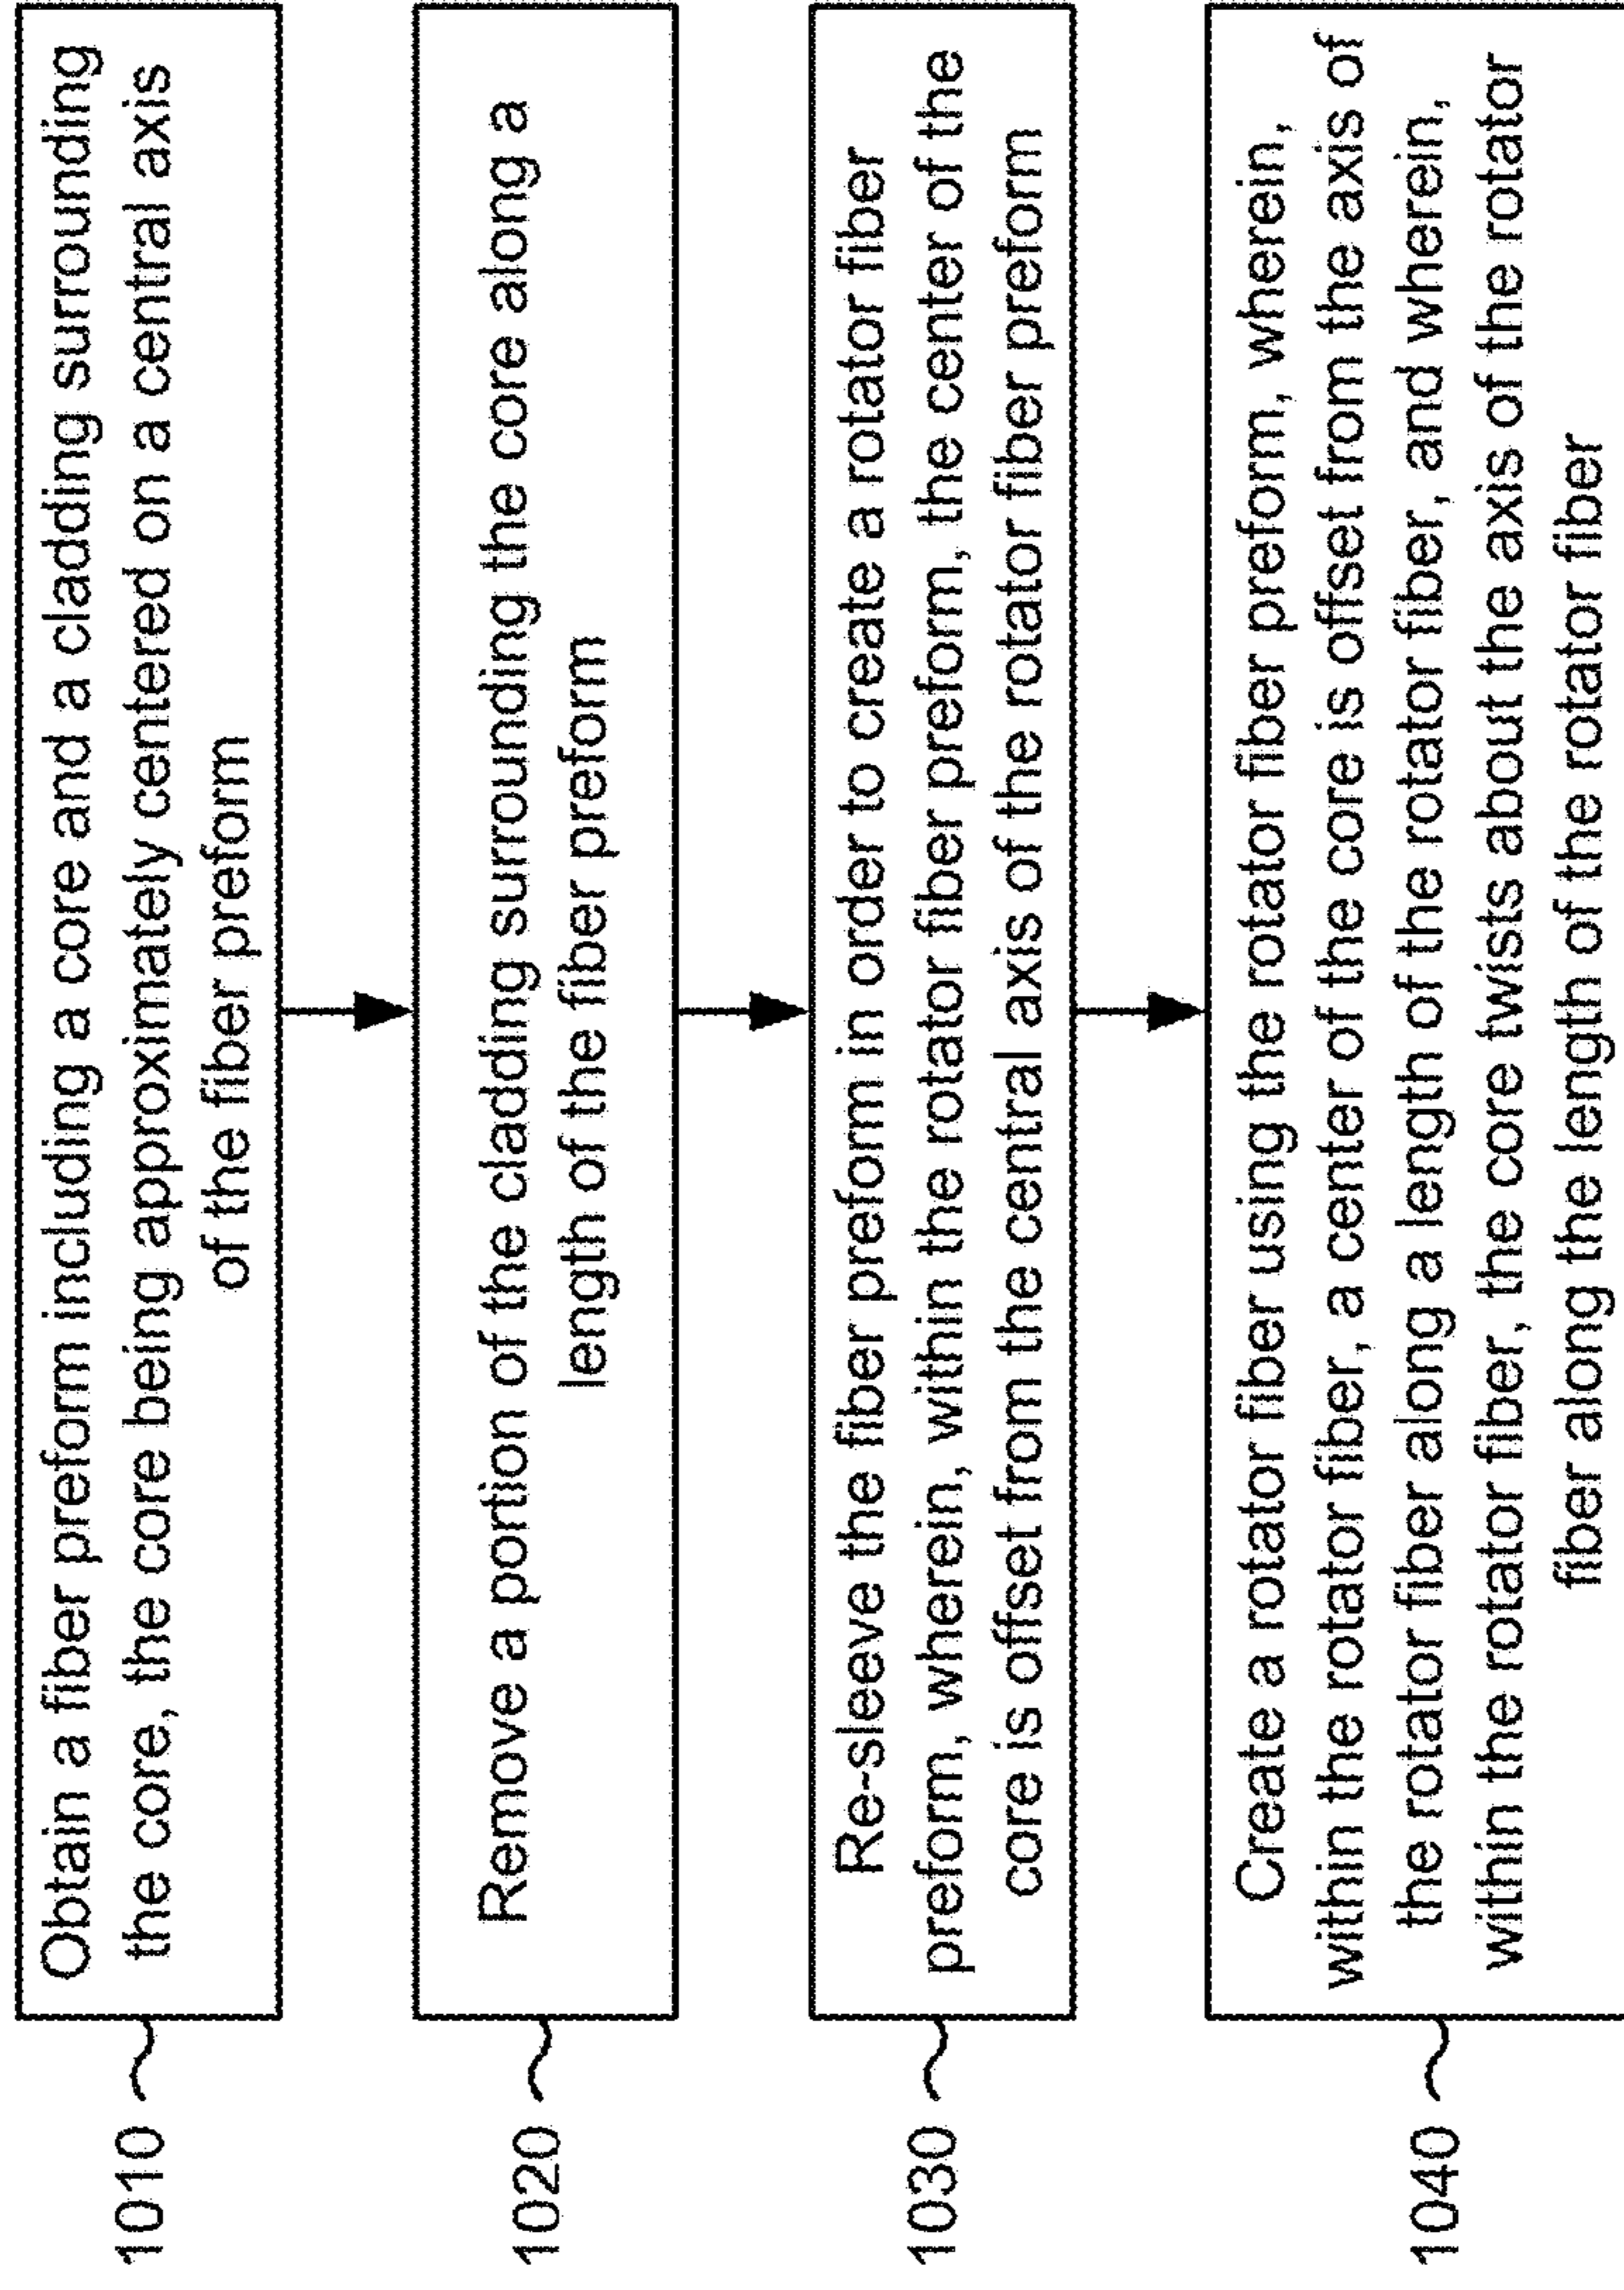 1010
Obtain a fiber preform including a core and a cladding surrounding
the core, the core being approximately centered on a central axis
of the fiber preform
1020
Remove a portion of the cladding surrounding the core along a
length of the fiber preform
1030
Re-sleeve the fiber preform in order to create a rotator fiber
preform, wherein, within the rotator fiber preform, the center of the
core is offset from the central axis of the rotator fiber preform
1040
Create a rotator fiber using the rotator fiber preform, wherein,
within the rotator fiber, a center of the core is offset from the axis of
the rotator fiber along a length of the rotator fiber, and wherein,
within the rotator fiber, the core twists about the axis of the rotator
fiber along the length of the rotator fiber